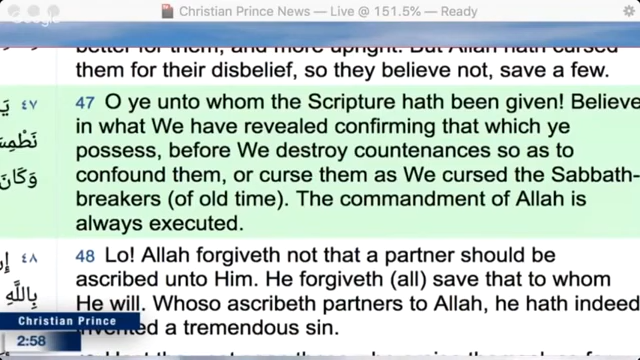 Christian Prince News — Live @ 151.5% — Ready
better for them, and more upright. But Allah hath cursed
them for their disbelief, so they believe not, save a few.
47 O ye unto whom the Scripture hath been given! Believe
in what We have revealed confirming that which ye
possess, before We destroy countenances so as to
confound them, or curse them as We cursed the Sabbath-
breakers (of old time). The commandment of Allah is
always executed.
48 Lo! Allah forgiveth not that a partner should be
ascribed unto Him. He forgiveth (all) save that to whom
He will. Whoso ascribeth partners to Allah, he hath indeed
invented a tremendous sin.
٤٧
نَطْمِسَ
وَكَانَ
٤٨
بِاللَّهِ
Christian Prince
2:58